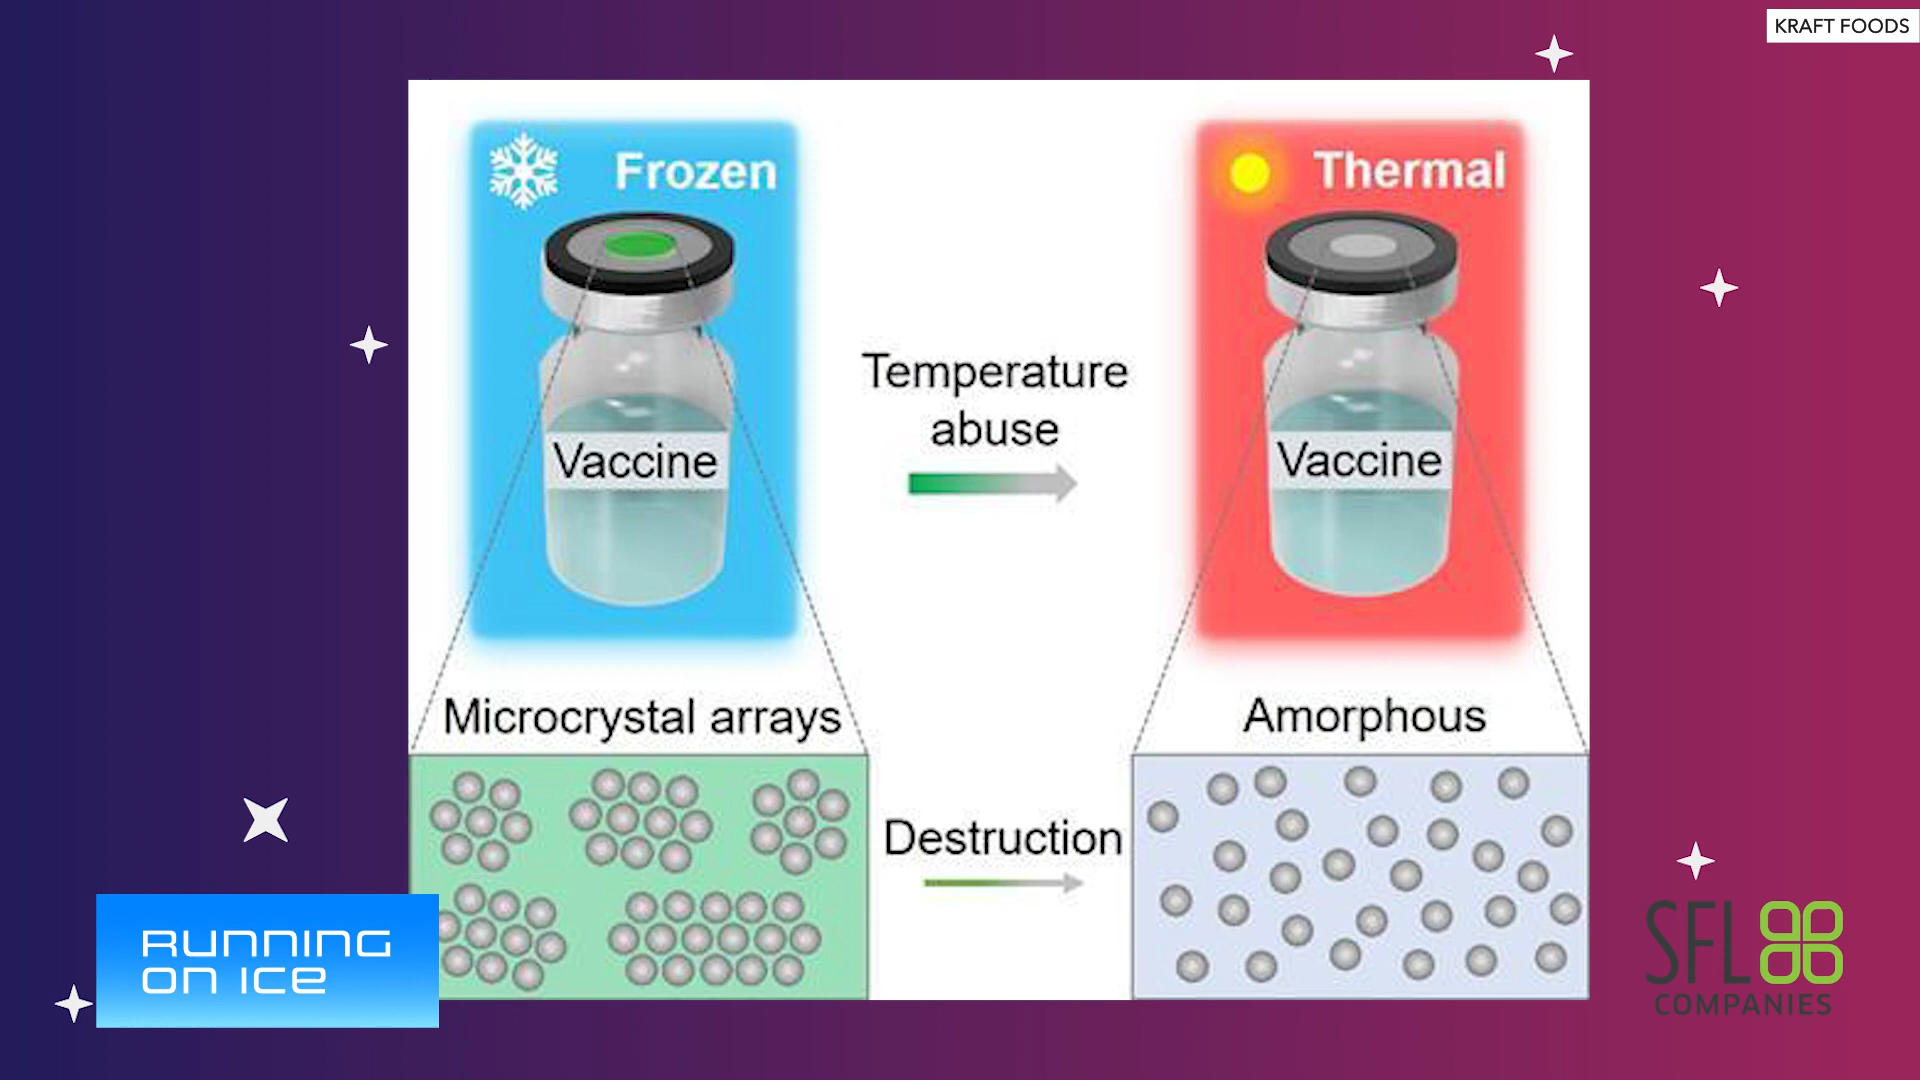 KRAFT FOODS
Frozen
Thermal
Temperature
abuse
Vaccine
Vaccine
Microcrystal arrays
Amorphous
Destruction
RUNNING
ON ICE
SFL
COMPANIES